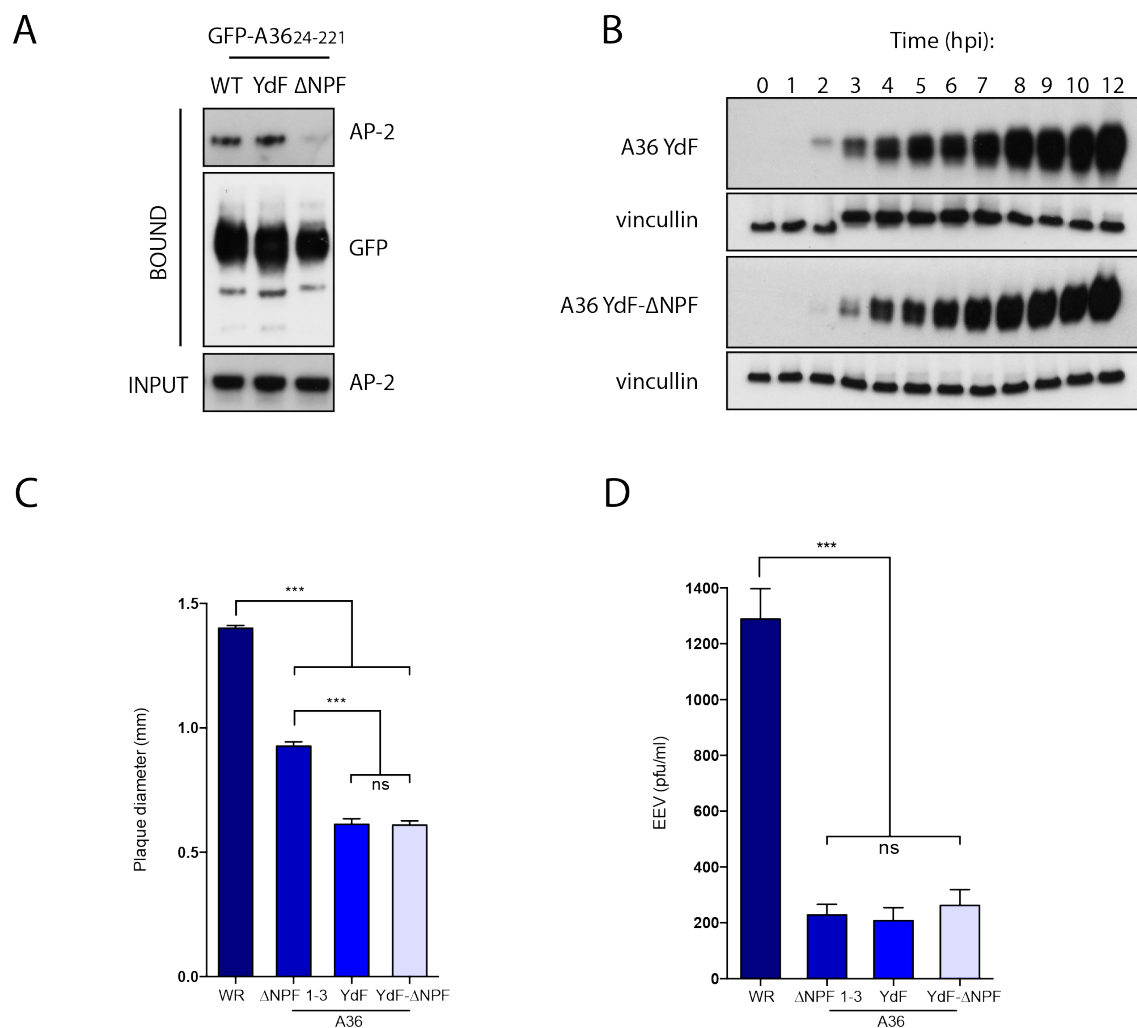 A
GFP-A3624-221
WT YdF ΔNPF
BOUND
AP-2
GFP
INPUT
AP-2
B
Time (hpi):
0 1 2 3 4 5 6 7 8 9 10 12
A36 YdF
vincullin
A36 YdF-ΔNPF
vincullin
C
Plaque diameter (mm)
1.5
1.0
0.5
0.0
***
***
ns
WR ΔNPF 1-3 YdF YdF-ΔNPF
A36
D
EEV (pfu/ml)
1400
1200
1000
800
600
400
200
0
***
ns
WR ΔNPF 1-3 YdF YdF-ΔNPF
A36